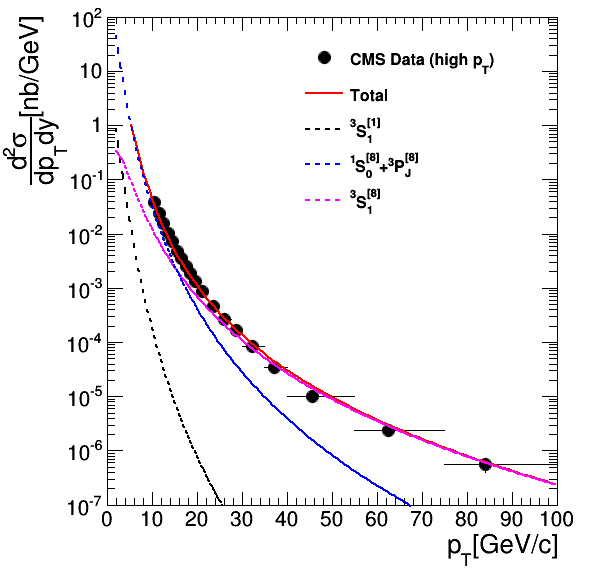 d²σ/dp_Tdy [nb/GeV]
10²
10
1
10⁻¹
10⁻²
10⁻³
10⁻⁴
10⁻⁵
10⁻⁶
10⁻⁷
CMS Data (high p_T)
Total
³S₁^[1]
¹S₀^[8]+³P_J^[8]
³S₁^[8]
0 10 20 30 40 50 60 70 80 90 100
p_T[GeV/c]